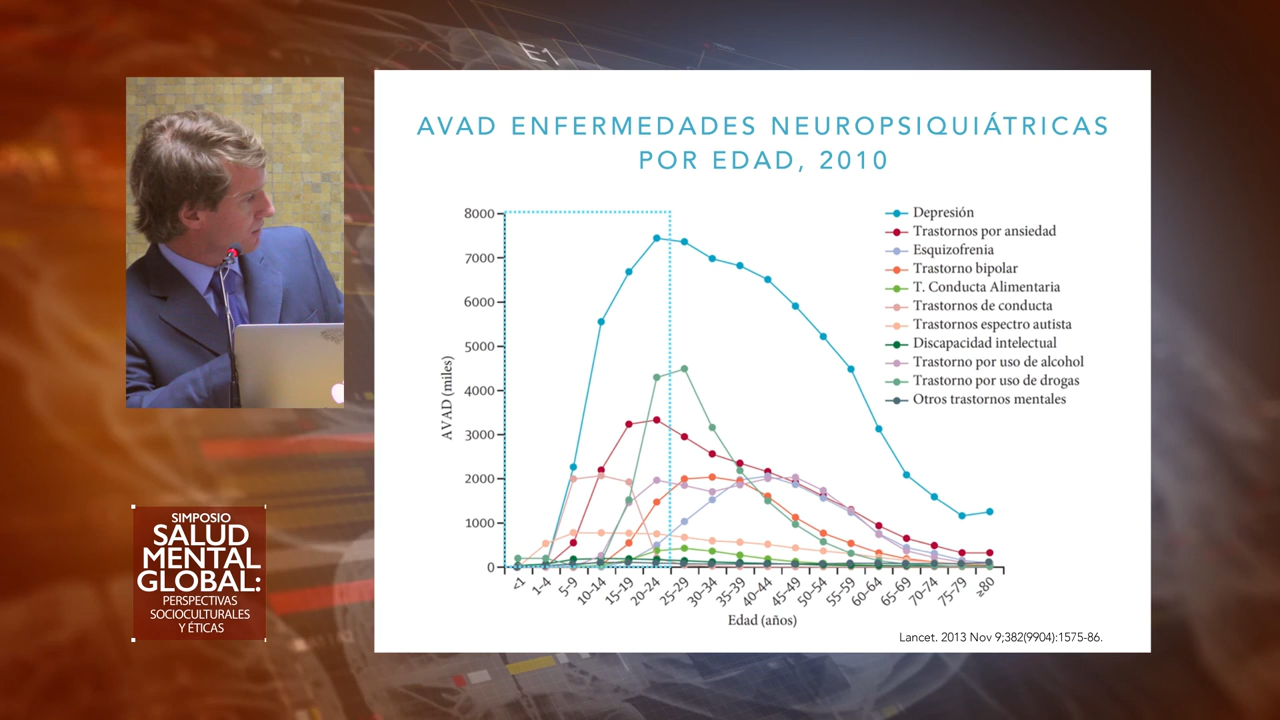 E1
AVAD ENFERMEDADES NEUROPSIQUIÁTRICAS
POR EDAD, 2010
8000
7000
6000
5000
4000
3000
2000
1000
0
AVAD (miles)
<1
1-4
5-9
10-14
15-19
20-24
25-29
30-34
35-39
40-44
45-49
50-54
55-59
60-64
65-69
70-74
75-79
≥80
Edad (años)
Depresión
Trastornos por ansiedad
Esquizofrenia
Trastorno bipolar
T. Conducta Alimentaria
Trastornos de conducta
Trastornos espectro autista
Discapacidad intelectual
Trastorno por uso de alcohol
Trastorno por uso de drogas
Otros trastornos mentales
Lancet. 2013 Nov 9;382(9904):1575-86.
SIMPOSIO
SALUD
MENTAL
GLOBAL:
PERSPECTIVAS
SOCIOCULTURALES
Y ÉTICAS